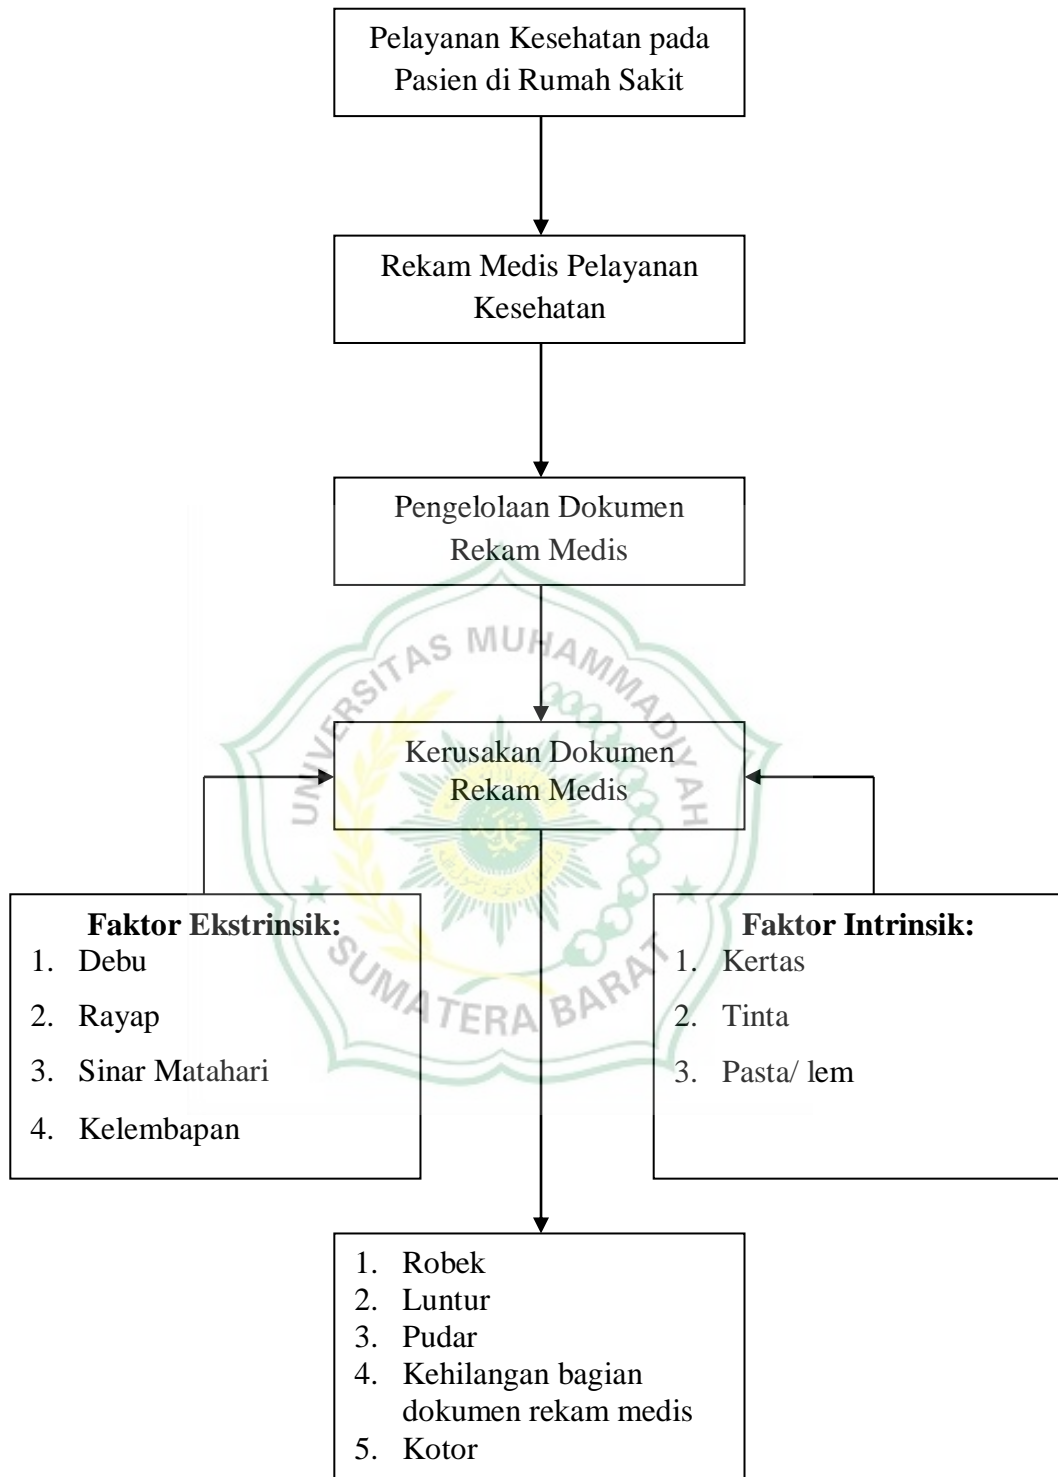 Pelayanan Kesehatan pada
Pasien di Rumah Sakit
Rekam Medis Pelayanan
Kesehatan
Pengelolaan Dokumen
Rekam Medis
UNIVERSITAS MUHAMMADIYAH
Kerusakan Dokumen
Rekam Medis
Faktor Ekstrinsik:
1. Debu
2. Rayap
3. Sinar Matahari
4. Kelembapan
Faktor Intrinsik:
1. Kertas
2. Tinta
3. Pasta/ lem
SUMATERA BARAT
1. Robek
2. Luntur
3. Pudar
4. Kehilangan bagian
dokumen rekam medis
5. Kotor